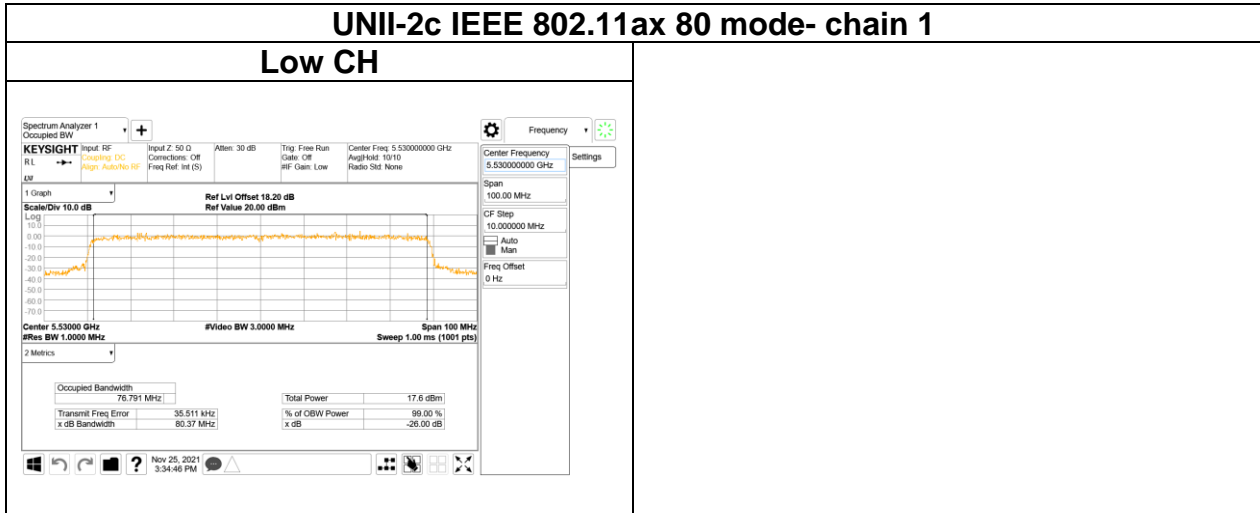 UNII-2c IEEE 802.11ax 80 mode- chain 1
Low CH
Spectrum Analyzer 1
Occupied BW
Frequency
KEYSIGHT
Input: RF
Coupling: DC
Align: Auto/No RF
Input Z: 50 Ω
Corrections: Off
Freq Ref: Int (S)
Atten: 30 dB
Trig: Free Run
Gate: Off
#IF Gain: Low
Center Freq: 5.530000000 GHz
Avg|Hold: 10/10
Radio Std: None
R L
Center Frequency
5.530000000 GHz
Settings
Span
100.00 MHz
CF Step
10.000000 MHz
Auto
Man
Freq Offset
0 Hz
1 Graph
Scale/Div 10.0 dB
Ref Lvl Offset 18.20 dB
Ref Value 20.00 dBm
Log
10.0
0.00
-10.0
-20.0
-30.0
-40.0
-50.0
-60.0
-70.0
Center 5.53000 GHz
#Video BW 3.0000 MHz
Span 100 MHz
#Res BW 1.0000 MHz
Sweep 1.00 ms (1001 pts)
2 Metrics
Occupied Bandwidth
76.791 MHz
Total Power 17.6 dBm
Transmit Freq Error 35.511 kHz
% of OBW Power 99.00 %
x dB Bandwidth 80.37 MHz
x dB -26.00 dB
?
Nov 25, 2021
3:34:46 PM